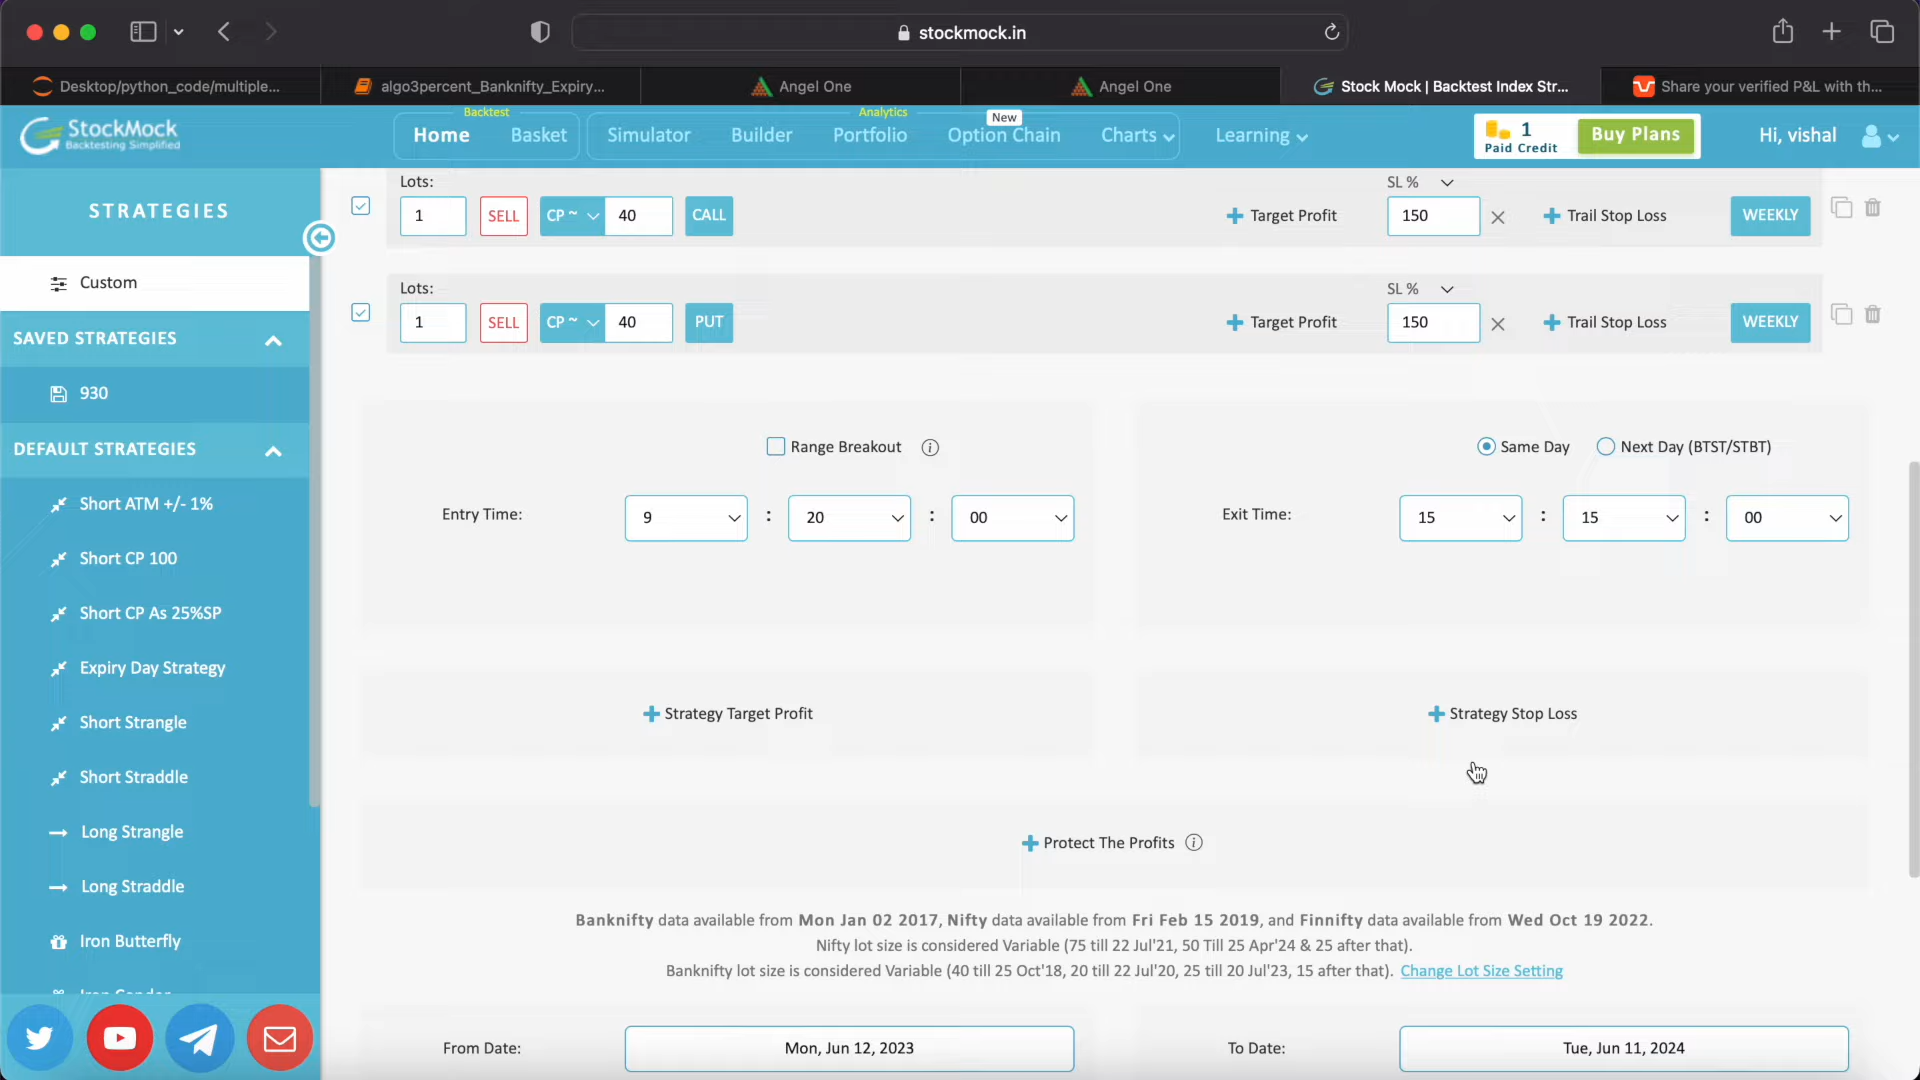 stockmock.in
Desktop/python_code/multiple...
algo3percent_Banknifty_Expiry...
Angel One
Angel One
Stock Mock | Backtest Index Str...
Share your verified P&L with th...
StockMock
Backtesting Simplified
Backtest
Home
Basket
Simulator
Builder
Analytics
Portfolio
New
Option Chain
Charts
Learning
1
Paid Credit
Buy Plans
Hi, vishal
STRATEGIES
Custom
SAVED STRATEGIES
930
DEFAULT STRATEGIES
Short ATM +/- 1%
Short CP 100
Short CP As 25%SP
Expiry Day Strategy
Short Strangle
Short Straddle
Long Strangle
Long Straddle
Iron Butterfly
Lots:
SL %
1 SELL CP ~ 40 CALL + Target Profit 150 × + Trail Stop Loss WEEKLY
Lots:
SL %
1 SELL CP ~ 40 PUT + Target Profit 150 × + Trail Stop Loss WEEKLY
Range Breakout
Same Day
Next Day (BTST/STBT)
Entry Time: 9 : 20 : 00
Exit Time: 15 : 15 : 00
+ Strategy Target Profit
+ Strategy Stop Loss
+ Protect The Profits
Banknifty data available from Mon Jan 02 2017, Nifty data available from Fri Feb 15 2019, and Finnifty data available from Wed Oct 19 2022.
Nifty lot size is considered Variable (75 till 22 Jul'21, 50 Till 25 Apr'24 & 25 after that).
Banknifty lot size is considered Variable (40 till 25 Oct'18, 20 till 22 Jul'20, 25 till 20 Jul'23, 15 after that). Change Lot Size Setting
From Date: Mon, Jun 12, 2023
To Date: Tue, Jun 11, 2024